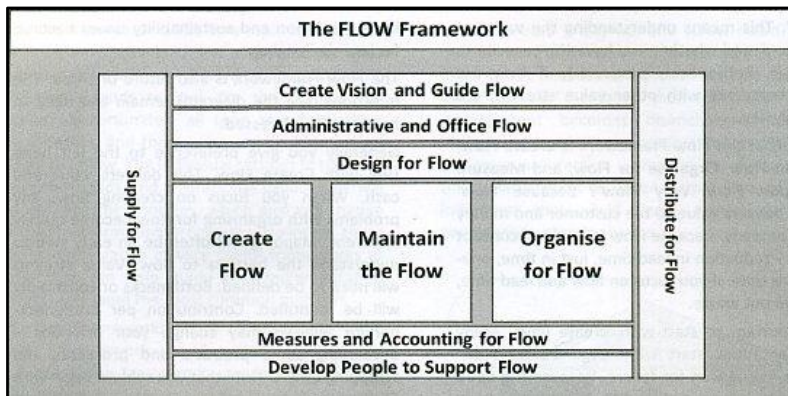 The FLOW Framework
Create Vision and Guide Flow
Administrative and Office Flow
Design for Flow
Supply for Flow
Create
Flow
Maintain
the Flow
Organise
for Flow
Distribute for Flow
Measures and Accounting for Flow
Develop People to Support Flow